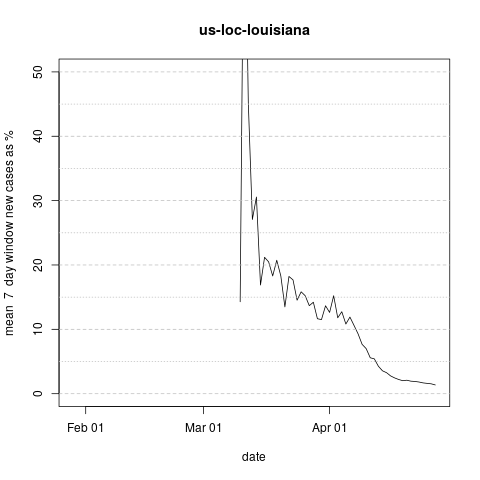 us-loc-louisiana
mean 7 day window new cases as %
50
40
30
20
10
0
Feb 01
Mar 01
Apr 01
date